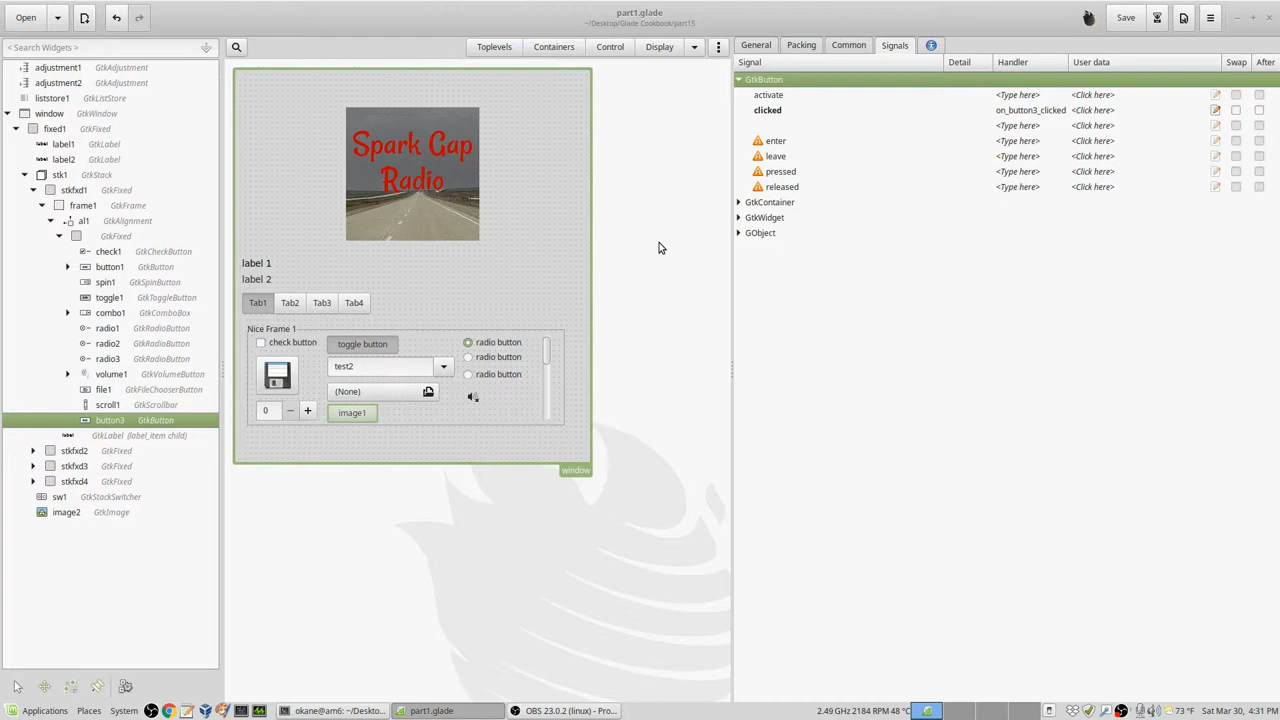 part1.glade
~/Desktop/Glade Cookbook/part15
Open
Save
< Search Widgets >
Toplevels Containers Control Display
General Packing Common Signals
Signal Detail Handler User data Swap After
GtkButton
activate <Type here> <Click here>
clicked on_button3_clicked <Click here>
<Type here> <Click here>
enter <Type here> <Click here>
leave <Type here> <Click here>
pressed <Type here> <Click here>
released <Type here> <Click here>
GtkContainer
GtkWidget
GObject
adjustment1 GtkAdjustment
adjustment2 GtkAdjustment
liststore1 GtkListStore
window GtkWindow
fixed1 GtkFixed
label1 GtkLabel
label2 GtkLabel
stk1 GtkStack
stkfxd1 GtkFixed
frame1 GtkFrame
al1 GtkAlignment
GtkFixed
check1 GtkCheckButton
button1 GtkButton
spin1 GtkSpinButton
toggle1 GtkToggleButton
combo1 GtkComboBox
radio1 GtkRadioButton
radio2 GtkRadioButton
radio3 GtkRadioButton
volume1 GtkVolumeButton
file1 GtkFileChooserButton
scroll1 GtkScrollbar
button3 GtkButton
label GtkLabel (label_item child)
stkfxd2 GtkFixed
stkfxd3 GtkFixed
stkfxd4 GtkFixed
sw1 GtkStackSwitcher
image2 GtkImage
Spark Gap
Radio
label 1
label 2
Tab1 Tab2 Tab3 Tab4
Nice Frame 1
check button toggle button radio button
test2 radio button
radio button
(None)
0 − + image1
window
Applications Places System okane@am6: ~/Deskto... part1.glade OBS 23.0.2 (linux) - Pro... 2.49 GHz 2184 RPM 48 °C 73 °F Sat Mar 30, 4:31 PM